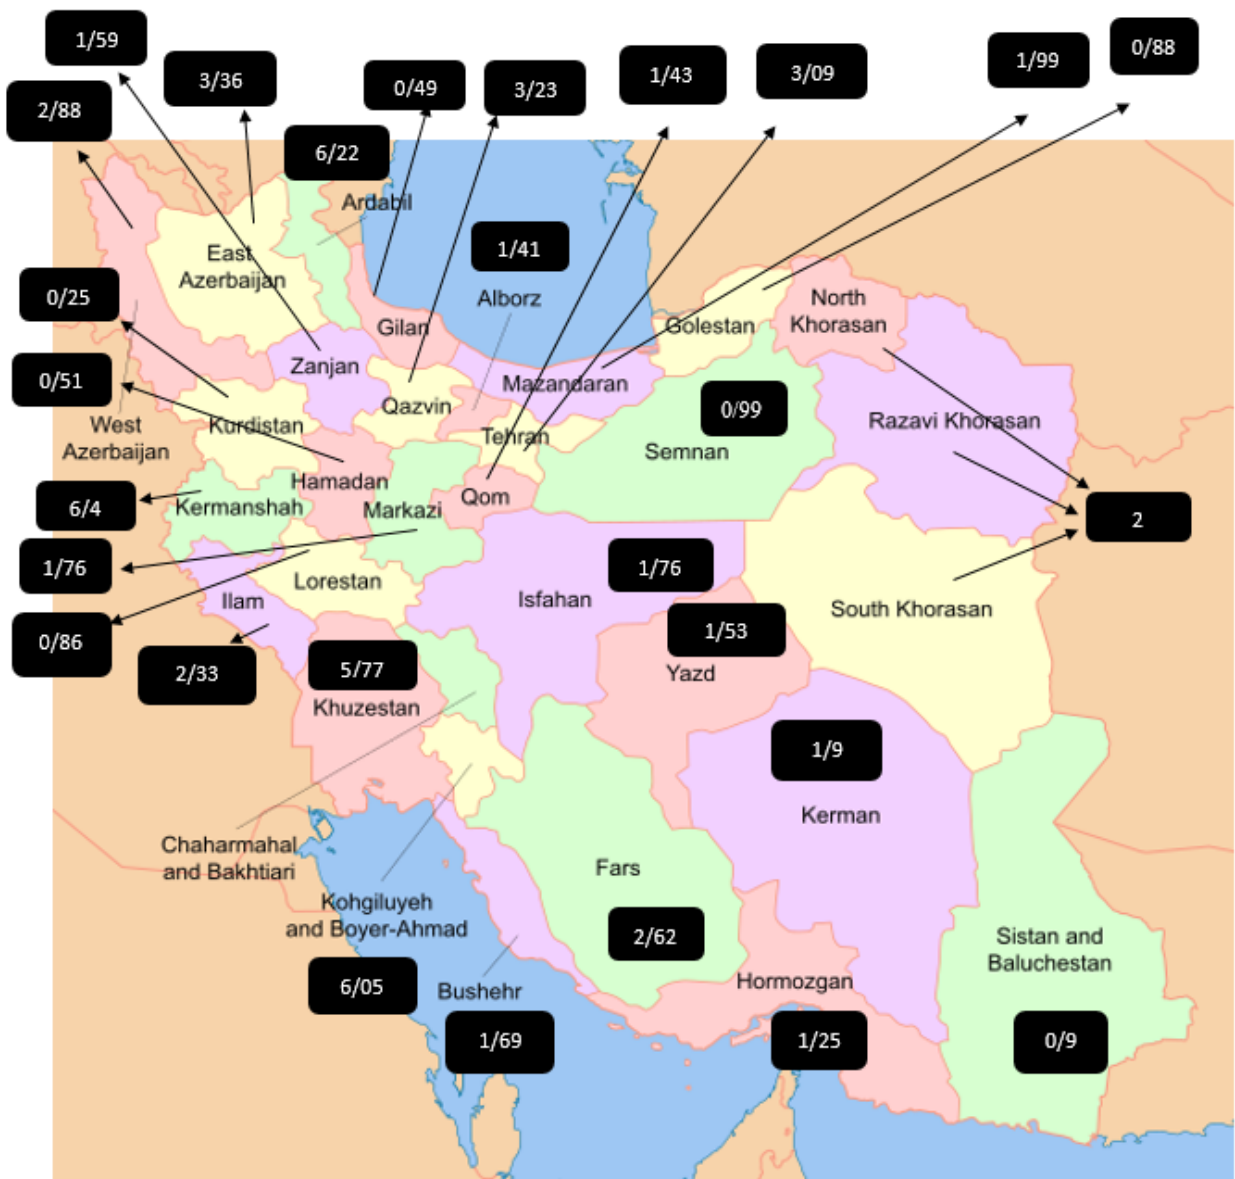 1/59
3/36
2/88
0/49
3/23
1/43
3/09
1/99
0/88
6/22
Ardabil
1/41
Alborz
East
Azerbaijan
0/25
Gilan
Golestan
North
Khorasan
Zanjan
0/51
Mazandaran
Qazvin
0/99
Razavi Khorasan
West
Azerbaijan
Kurdistan
Tehran
Semnan
Hamadan
6/4
Kermanshah
Markazi
Qom
2
1/76
Lorestan
1/76
Ilam
Isfahan
South Khorasan
0/86
1/53
2/33
5/77
Yazd
Khuzestan
1/9
Kerman
Chaharmahal
and Bakhtiari
Fars
Kohgiluyeh
and Boyer-Ahmad
2/62
Sistan and
Baluchestan
6/05
Bushehr
Hormozgan
1/69
1/25
0/9